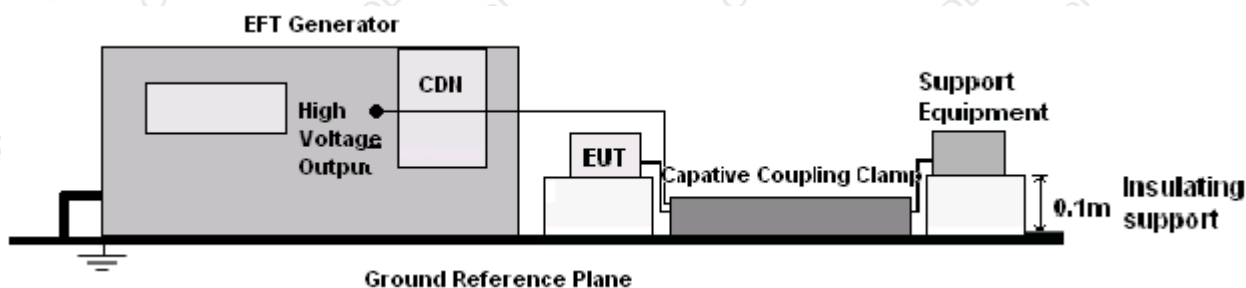 EFT Generator
CDN
High
Voltage
Output
Support
Equipment
EUT
Capative Coupling Clamp
0.1m
Insulating
support
Ground Reference Plane